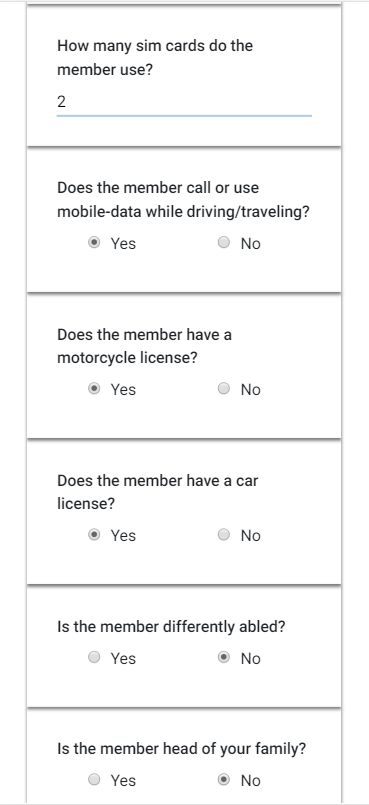 How many sim cards do the
member use?
2
Does the member call or use
mobile-data while driving/traveling?
Yes No
Does the member have a
motorcycle license?
Yes No
Does the member have a car
license?
Yes No
Is the member differently abled?
Yes No
Is the member head of your family?
Yes No